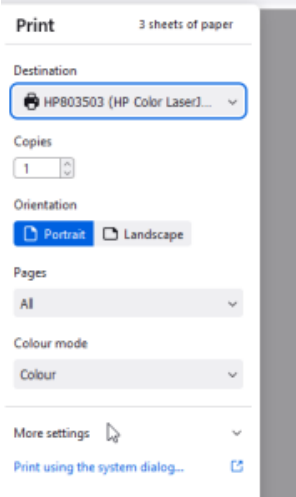 Print
3 sheets of paper
Destination
HP803503 (HP Color LaserJ...
Copies
1
Orientation
Portrait
Landscape
Pages
All
Colour mode
Colour
More settings
Print using the system dialog...